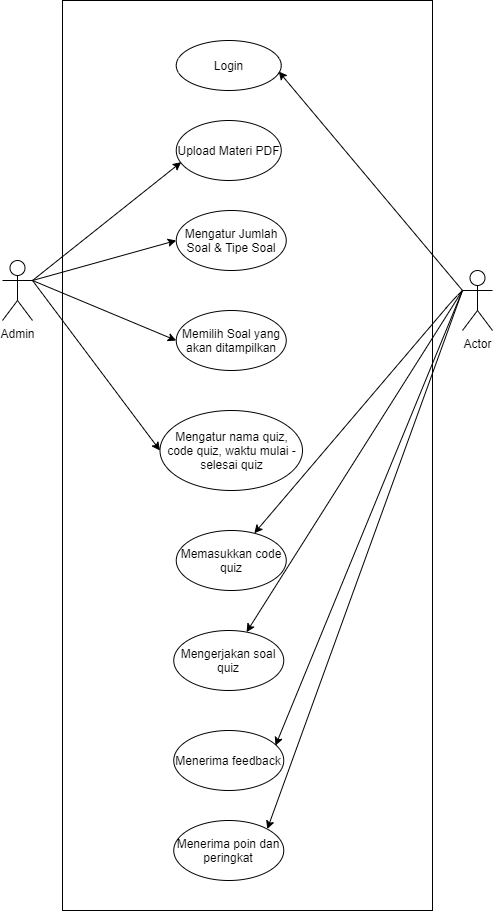 Login
Upload Materi PDF
Mengatur Jumlah
Soal & Tipe Soal
Admin
Actor
Memilih Soal yang
akan ditampilkan
Mengatur nama quiz,
code quiz, waktu mulai -
selesai quiz
Memasukkan code
quiz
Mengerjakan soal
quiz
Menerima feedback
Menerima poin dan
peringkat